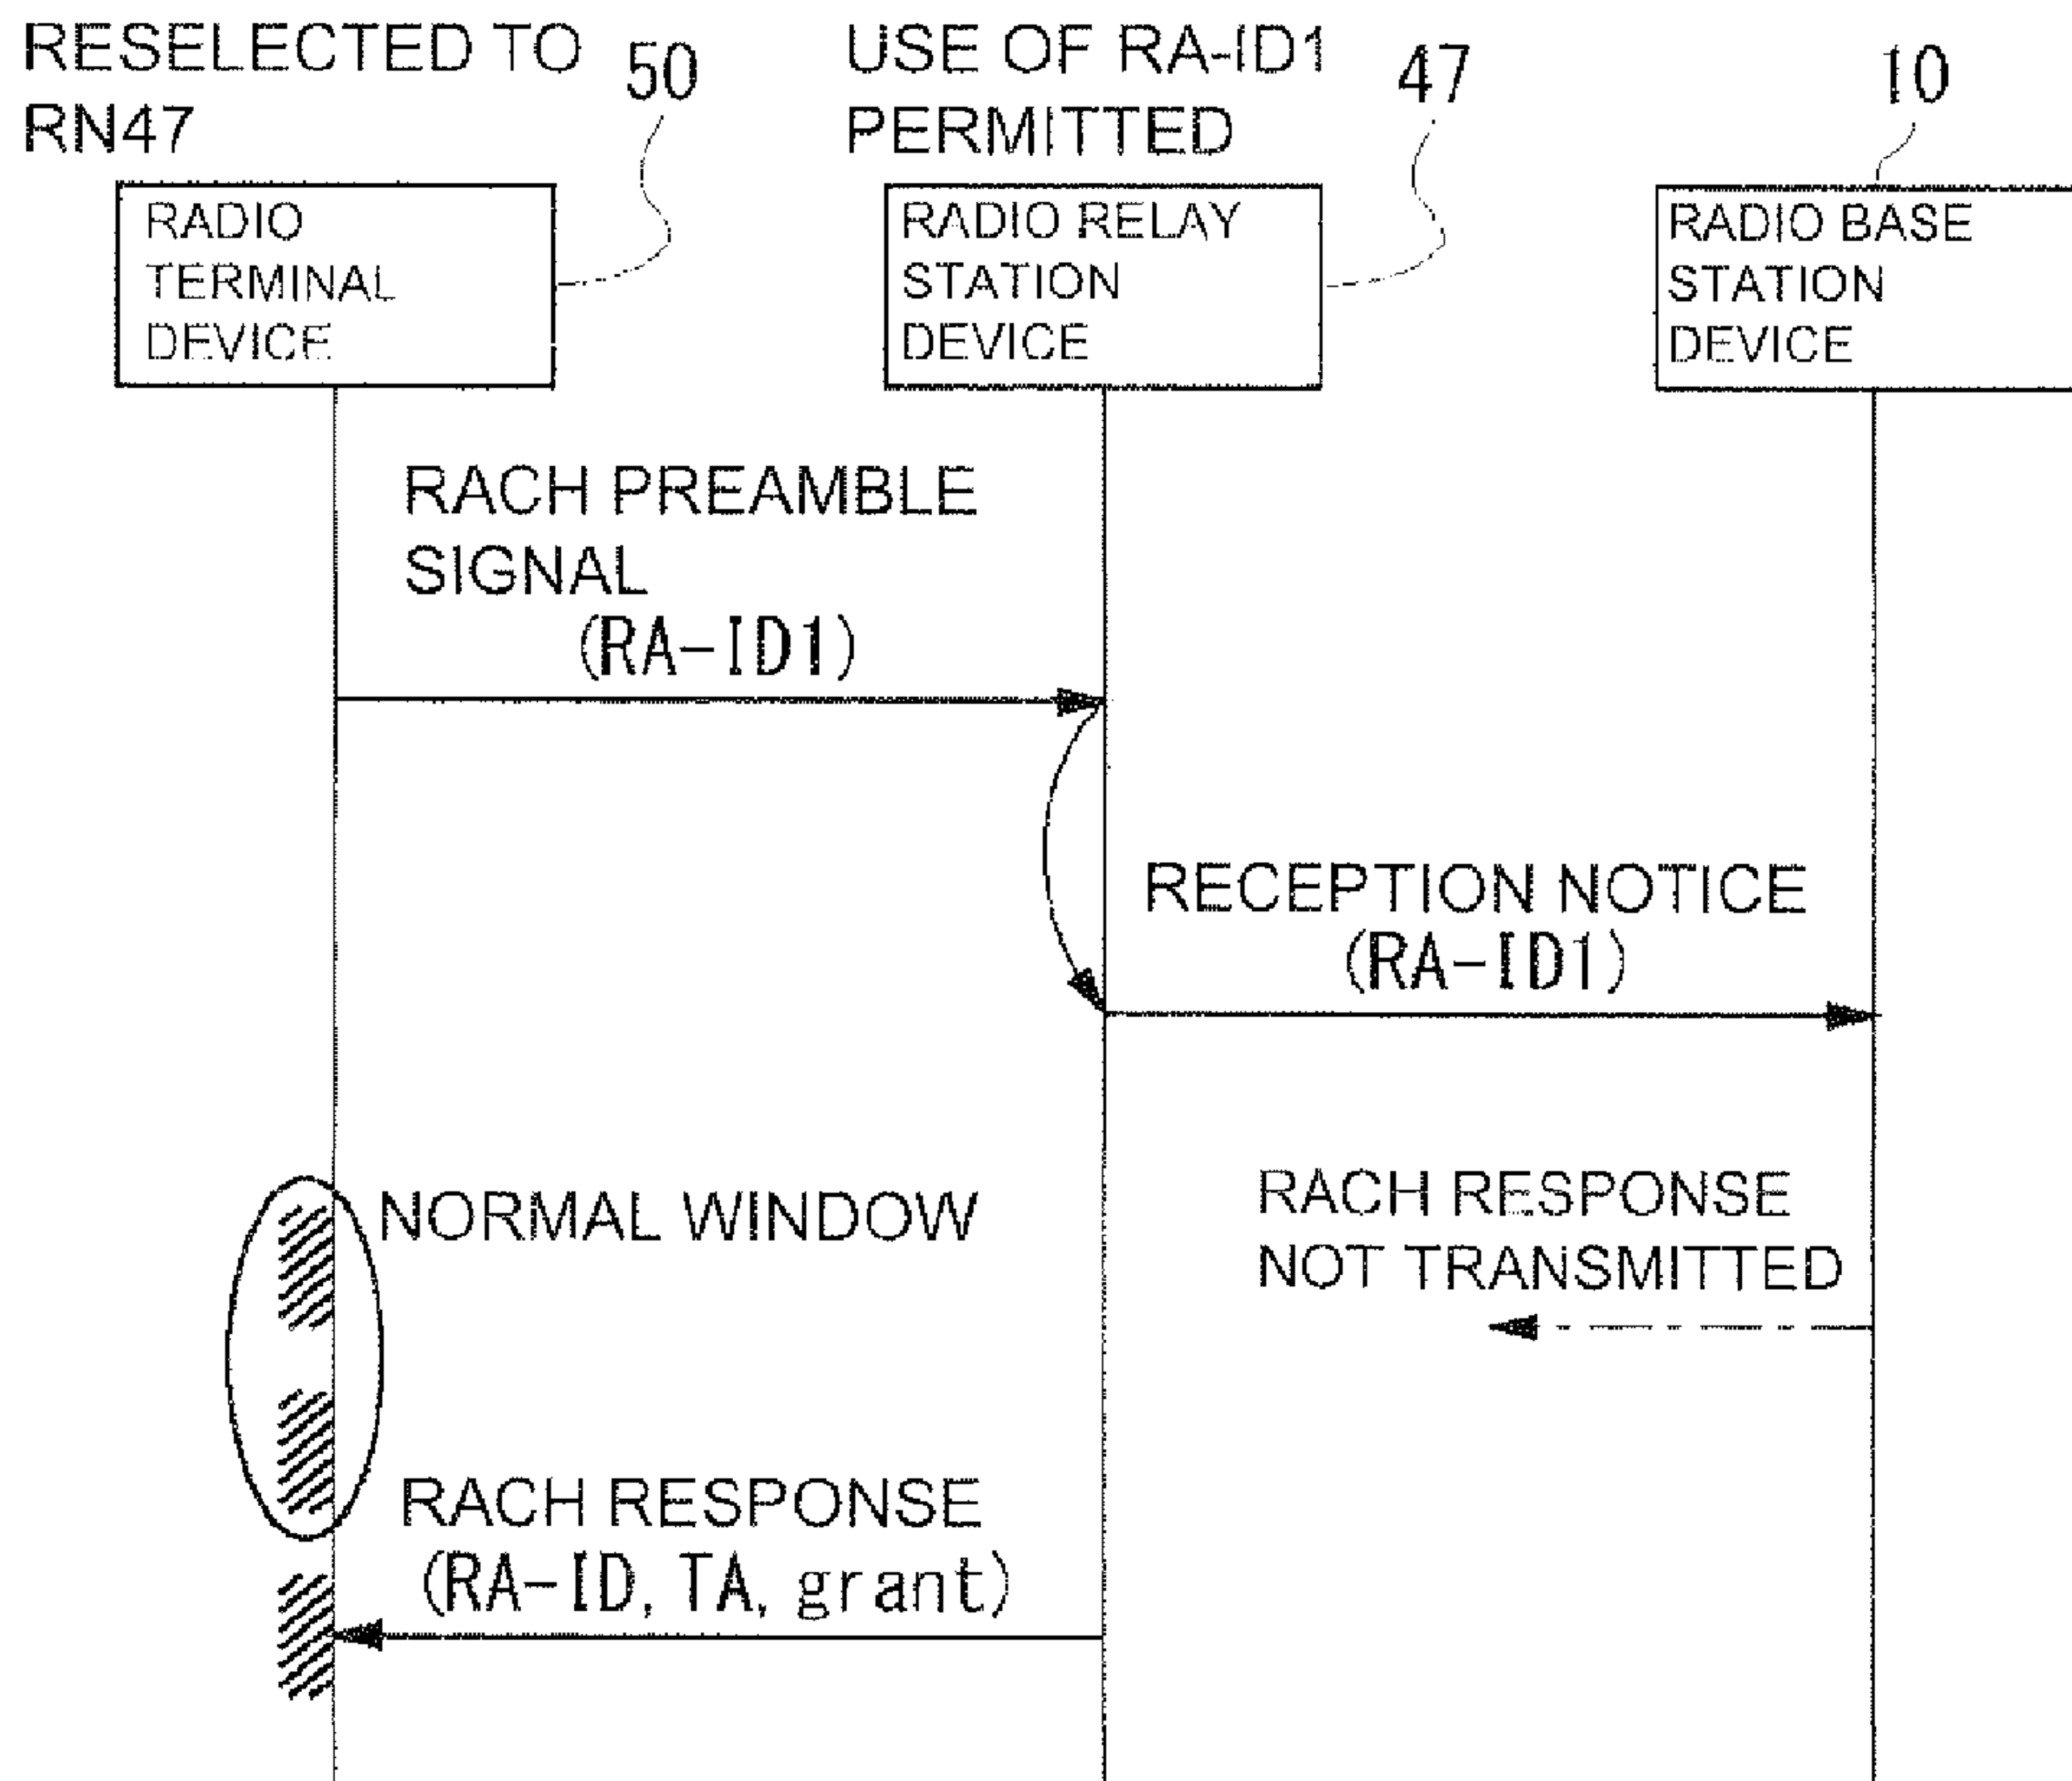 RESELECTED TO
RN47
50
USE OF RA-ID1
PERMITTED
47
10
RADIO
TERMINAL
DEVICE
RADIO RELAY
STATION
DEVICE
RADIO BASE
STATION
DEVICE
RACH PREAMBLE
SIGNAL
(RA-ID1)
RECEPTION NOTICE
(RA-ID1)
NORMAL WINDOW
RACH RESPONSE
NOT TRANSMITTED
RACH RESPONSE
(RA-ID, TA, grant)